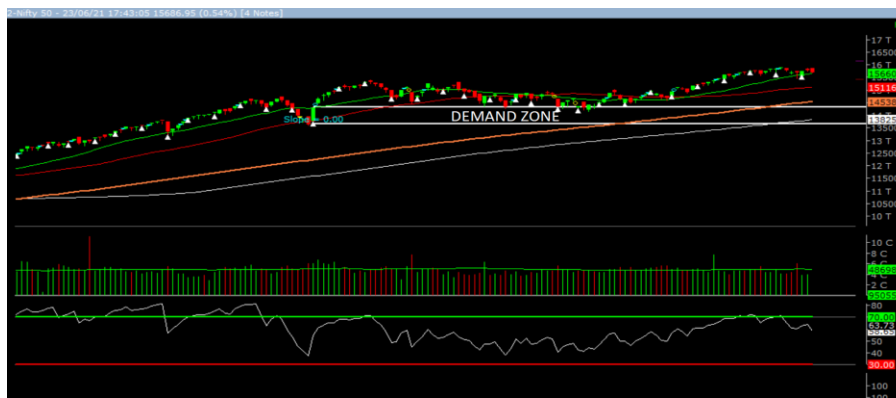 2-Nifty 50 - 23/06/21 17:43:05 15686.95 (0.54%) [4 Notes]
17 T
16500
16 T
15660
15116
14538
DEMAND ZONE
Slope = 0.00
13825
13500
13 T
12500
12 T
11500
11 T
10500
10 T
10 C
8 C
48698
2 C
95055
80
70.00
63.73
50
40
30.00
100